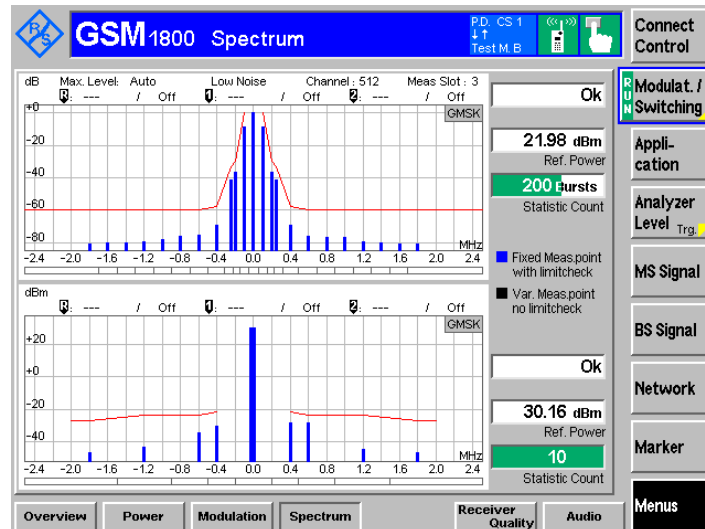 R&S
GSM1800 Spectrum
P.D. CS 1
Test M. B
Connect
Control
dB Max. Level: Auto Low Noise Channel : 512 Meas Slot : 3
R: --- / Off 1: --- / Off 2: --- / Off
GMSK
+0
-20
-40
-60
-80
MHz
-2.4 -2.0 -1.6 -1.2 -0.8 -0.4 0.0 0.4 0.8 1.2 1.6 2.0 2.4
Ok
21.98 dBm
Ref. Power
200 Bursts
Statistic Count
Fixed Meas.point
with limitcheck
Var. Meas.point
no limitcheck
dBm
R: --- / Off 1: --- / Off 2: --- / Off
GMSK
+20
+0
-20
-40
MHz
-2.4 -2.0 -1.6 -1.2 -0.8 -0.4 0.0 0.4 0.8 1.2 1.6 2.0 2.4
Ok
30.16 dBm
Ref. Power
10
Statistic Count
RUN
Modulat. /
Switching
Appli-
cation
Analyzer
Level Trg.
MS Signal
BS Signal
Network
Marker
Menus
Overview Power Modulation Spectrum Receiver
Quality Audio